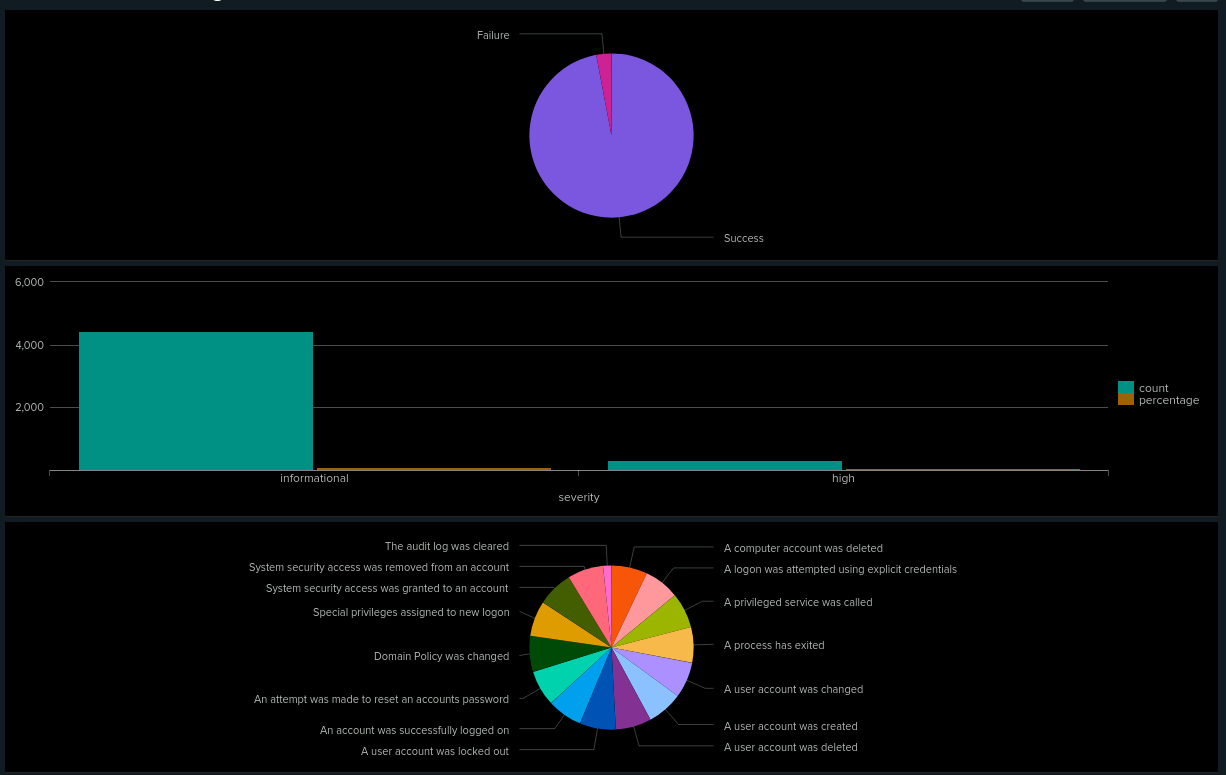 Failure
Success
6,000
4,000
2,000
count
percentage
informational
high
severity
The audit log was cleared
System security access was removed from an account
System security access was granted to an account
Special privileges assigned to new logon
Domain Policy was changed
An attempt was made to reset an accounts password
An account was successfully logged on
A user account was locked out
A computer account was deleted
A logon was attempted using explicit credentials
A privileged service was called
A process has exited
A user account was changed
A user account was created
A user account was deleted